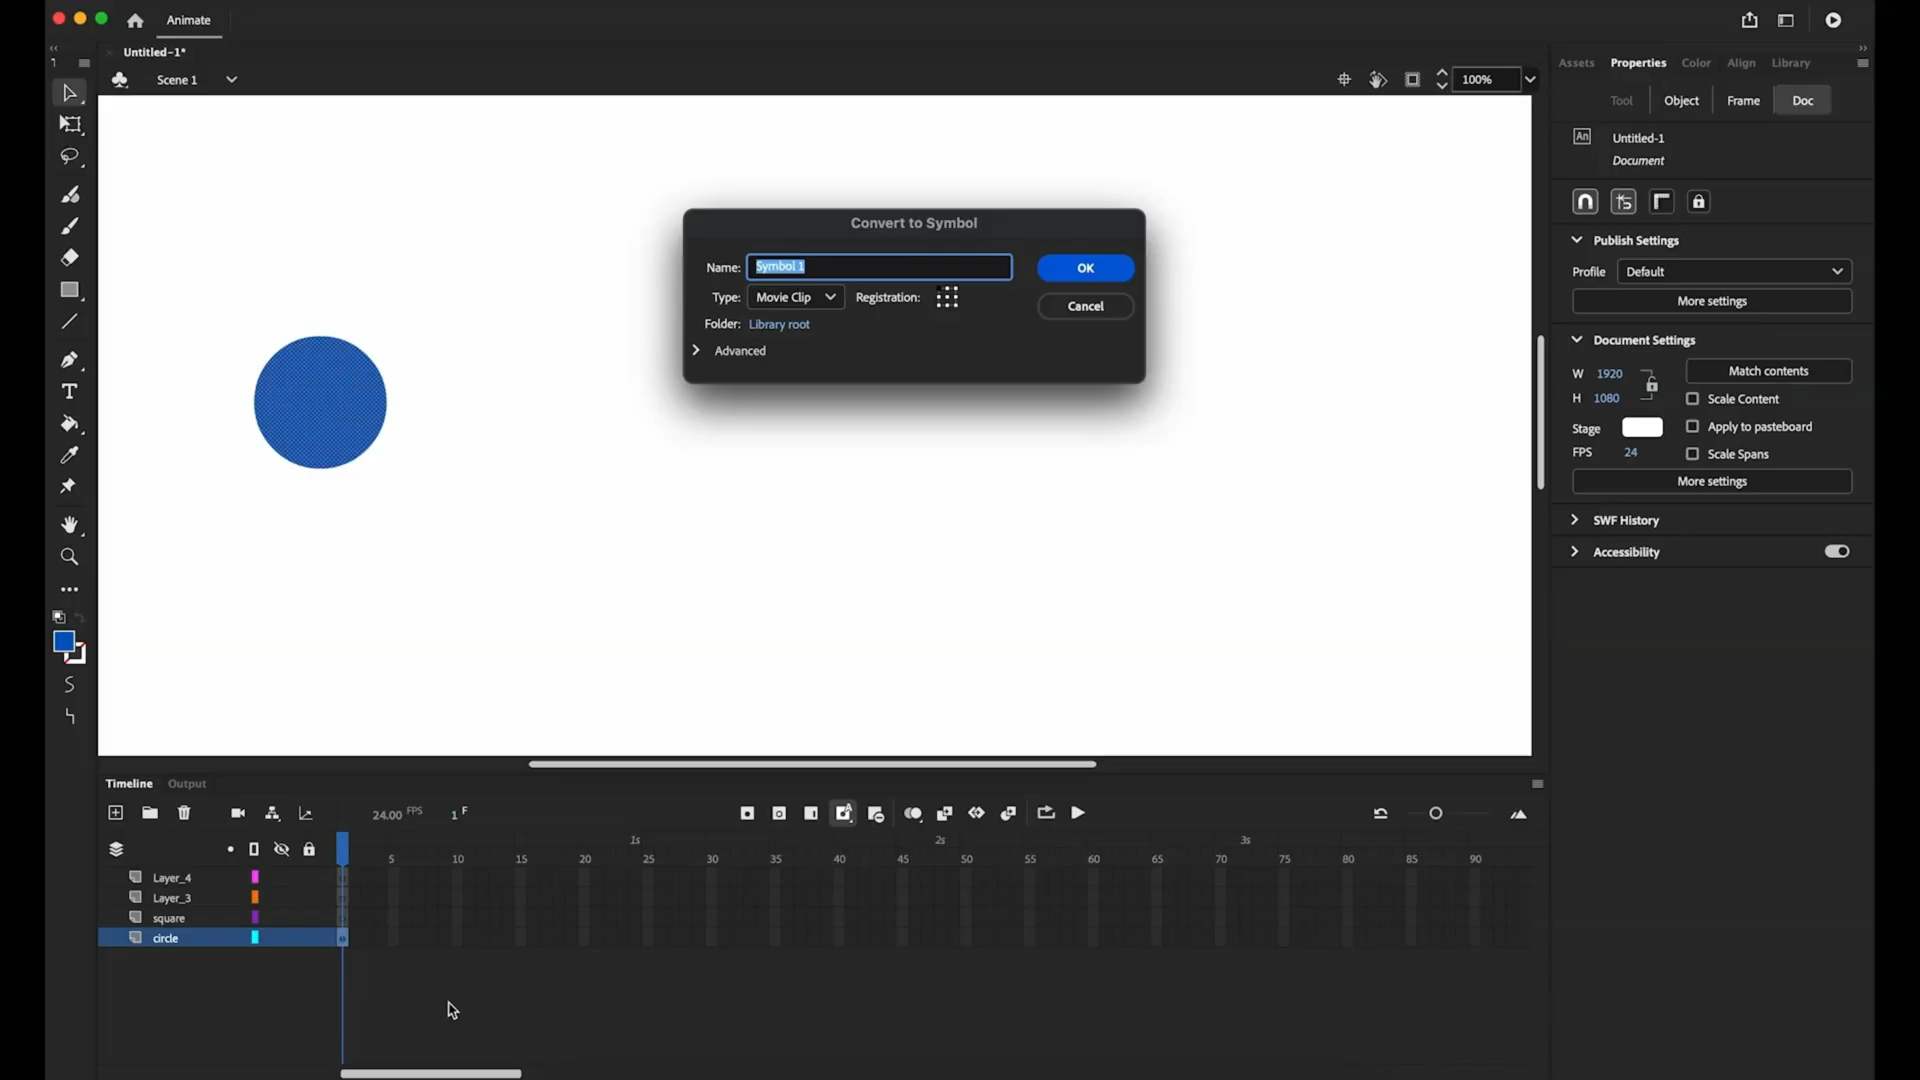 Animate
Untitled-1*
Scene 1
100%
Convert to Symbol
Name: Symbol 1
OK
Type: Movie Clip
Registration:
Cancel
Folder: Library root
Advanced
Assets Properties Color Align Library
Tool Object Frame Doc
An Untitled-1
Document
Publish Settings
Profile Default
More settings
Document Settings
W 1920
Match contents
H 1080
Scale Content
Stage
Apply to pasteboard
FPS 24
Scale Spans
More settings
SWF History
Accessibility
T
Timeline Output
24.00 FPS 1 F
1s 2s 3s
5 10 15 20 25 30 35 40 45 50 55 60 65 70 75 80 85 90
Layer_4
Layer_3
square
circle